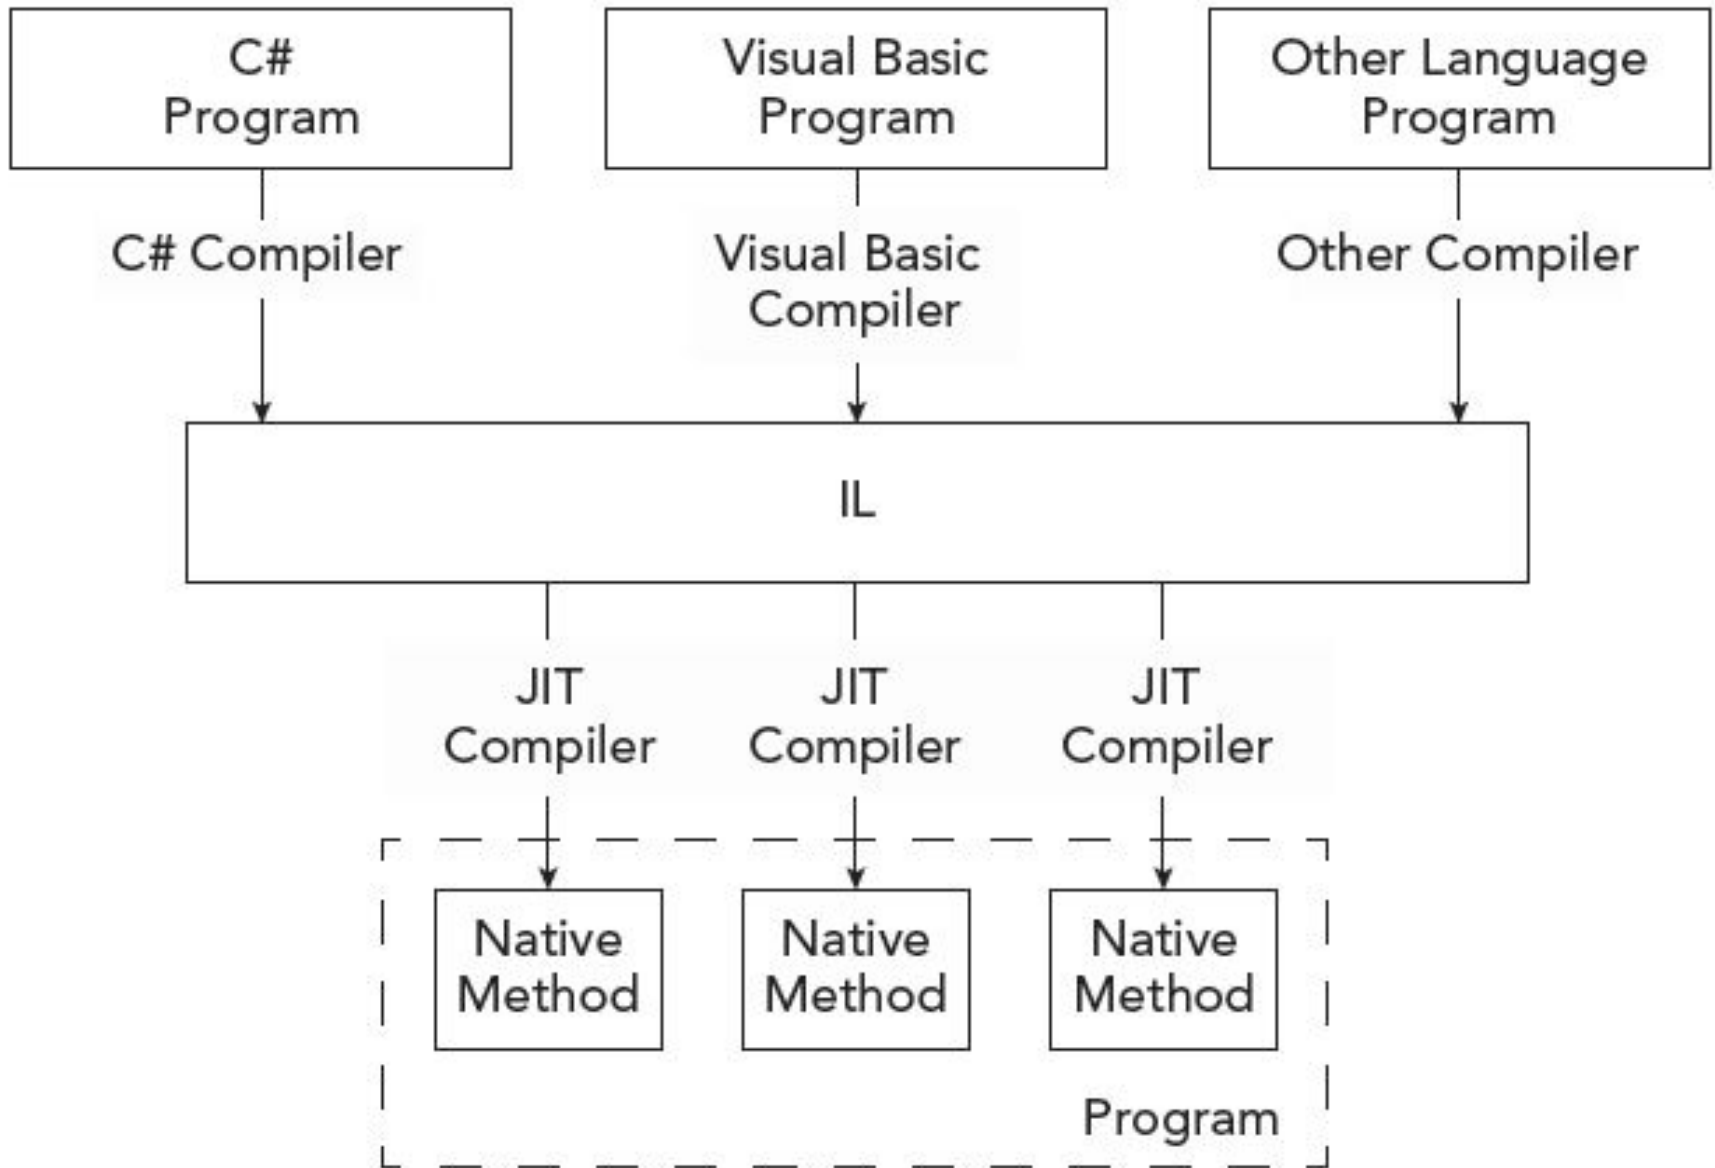 C#
Program
Visual Basic
Program
Other Language
Program
C# Compiler
Visual Basic
Compiler
Other Compiler
IL
JIT
Compiler
JIT
Compiler
JIT
Compiler
Native
Method
Native
Method
Native
Method
Program